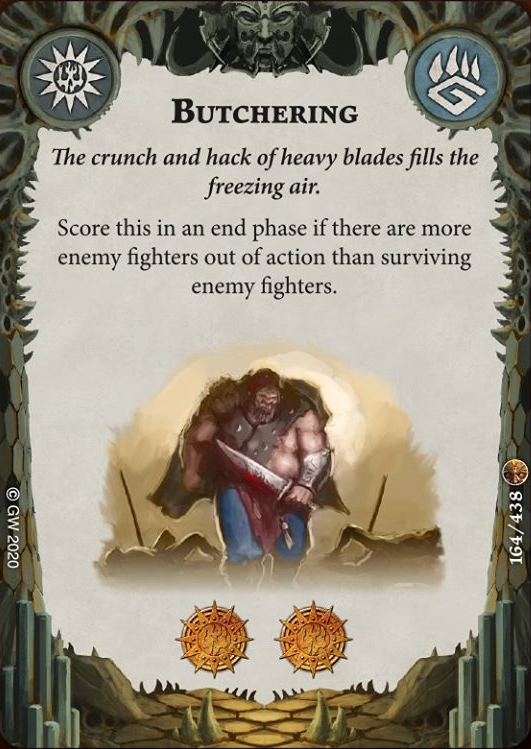 BUTCHERING
The crunch and hack of heavy blades fills the
freezing air.
Score this in an end phase if there are more
enemy fighters out of action than surviving
enemy fighters.
© GW 2020
164/438